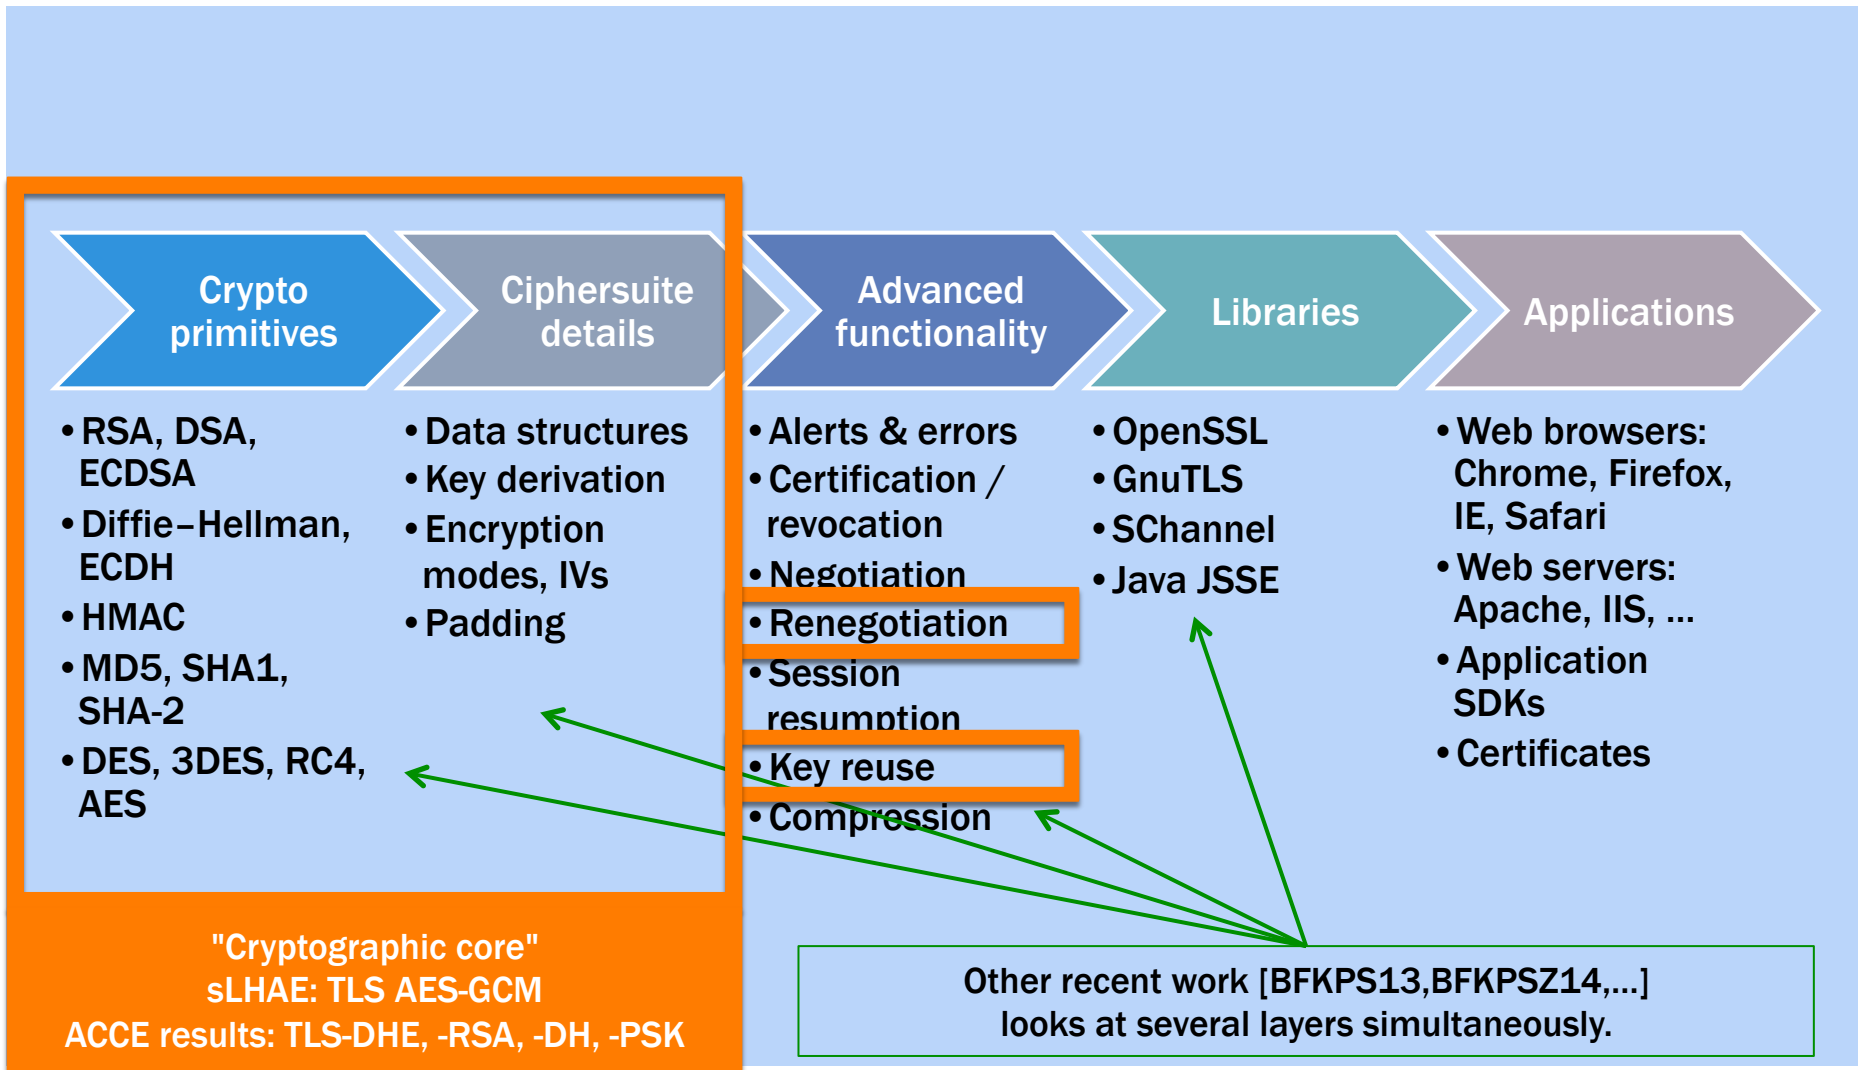 Crypto
primitives
Ciphersuite
details
Advanced
functionality
Libraries
Applications
•RSA, DSA,
ECDSA
•Diffie–Hellman,
ECDH
•HMAC
•MD5, SHA1,
SHA-2
•DES, 3DES, RC4,
AES
•Data structures
•Key derivation
•Encryption
modes, IVs
•Padding
•Alerts & errors
•Certification /
revocation
•Negotiation
•Renegotiation
•Session
resumption
•Key reuse
•Compression
•OpenSSL
•GnuTLS
•SChannel
•Java JSSE
•Web browsers:
Chrome, Firefox,
IE, Safari
•Web servers:
Apache, IIS, ...
•Application
SDKs
•Certificates
"Cryptographic core"
sLHAE: TLS AES-GCM
ACCE results: TLS-DHE, -RSA, -DH, -PSK
Other recent work [BFKPS13,BFKPSZ14,...]
looks at several layers simultaneously.